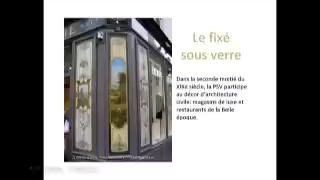 Le fixé
sous verre
Dans la seconde moitié du
XIXe siècle, la PSV participe
au décor d'architecture
civile: magasins de luxe et
restaurants de la Belle
époque.